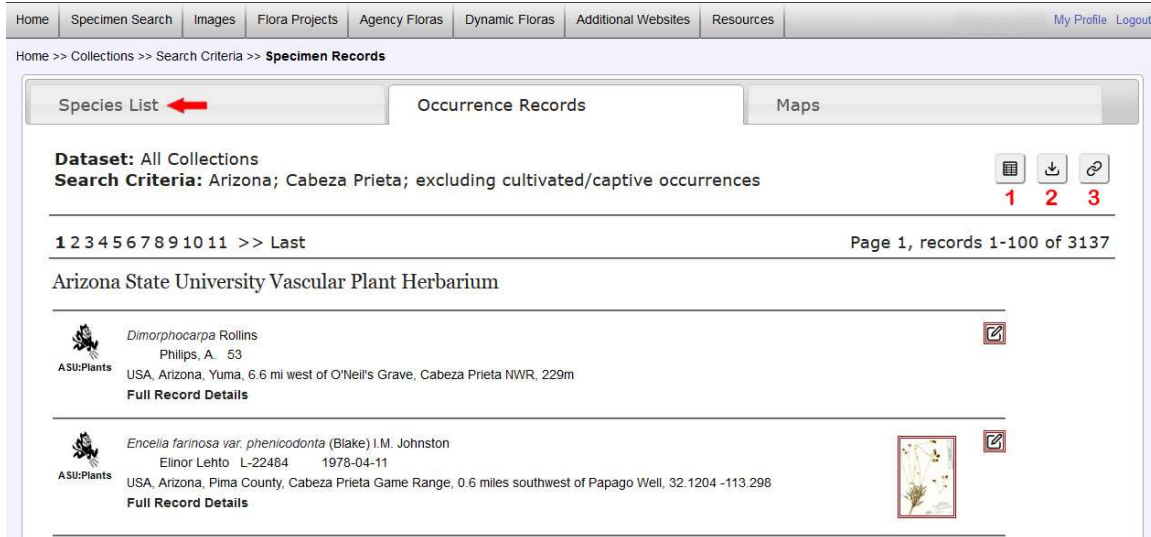 Home Specimen Search Images Flora Projects Agency Floras Dynamic Floras Additional Websites Resources My Profile Logout
Home >> Collections >> Search Criteria >> Specimen Records
Species List Occurrence Records Maps
Dataset: All Collections
Search Criteria: Arizona; Cabeza Prieta; excluding cultivated/captive occurrences
1 2 3
1 2 3 4 5 6 7 8 9 10 11 >> Last Page 1, records 1-100 of 3137
Arizona State University Vascular Plant Herbarium
Dimorphocarpa Rollins
Philips, A. 53
ASU:Plants
USA, Arizona, Yuma, 6.6 mi west of O'Neil's Grave, Cabeza Prieta NWR, 229m
Full Record Details
Encelia farinosa var. phenicodonta (Blake) I.M. Johnston
Elinor Lehto L-22484 1978-04-11
ASU:Plants
USA, Arizona, Pima County, Cabeza Prieta Game Range, 0.6 miles southwest of Papago Well, 32.1204 -113.298
Full Record Details